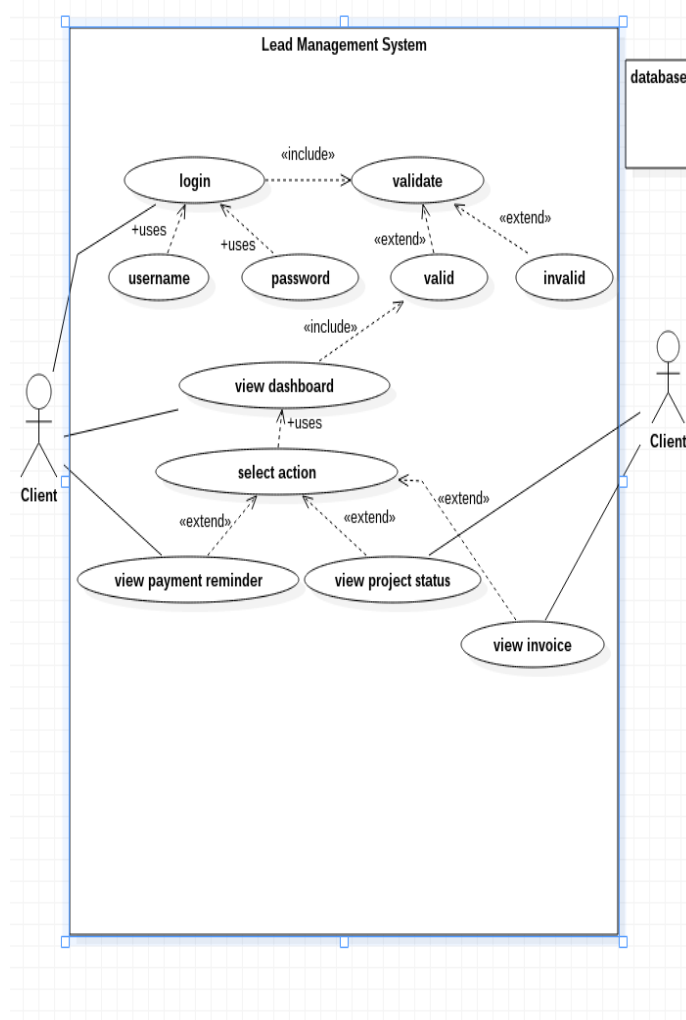 Lead Management System
database
«include»
login
validate
+uses
+uses
«extend»
«extend»
username
password
valid
invalid
«include»
view dashboard
+uses
select action
Client
Client
«extend»
«extend»
«extend»
view payment reminder
view project status
view invoice